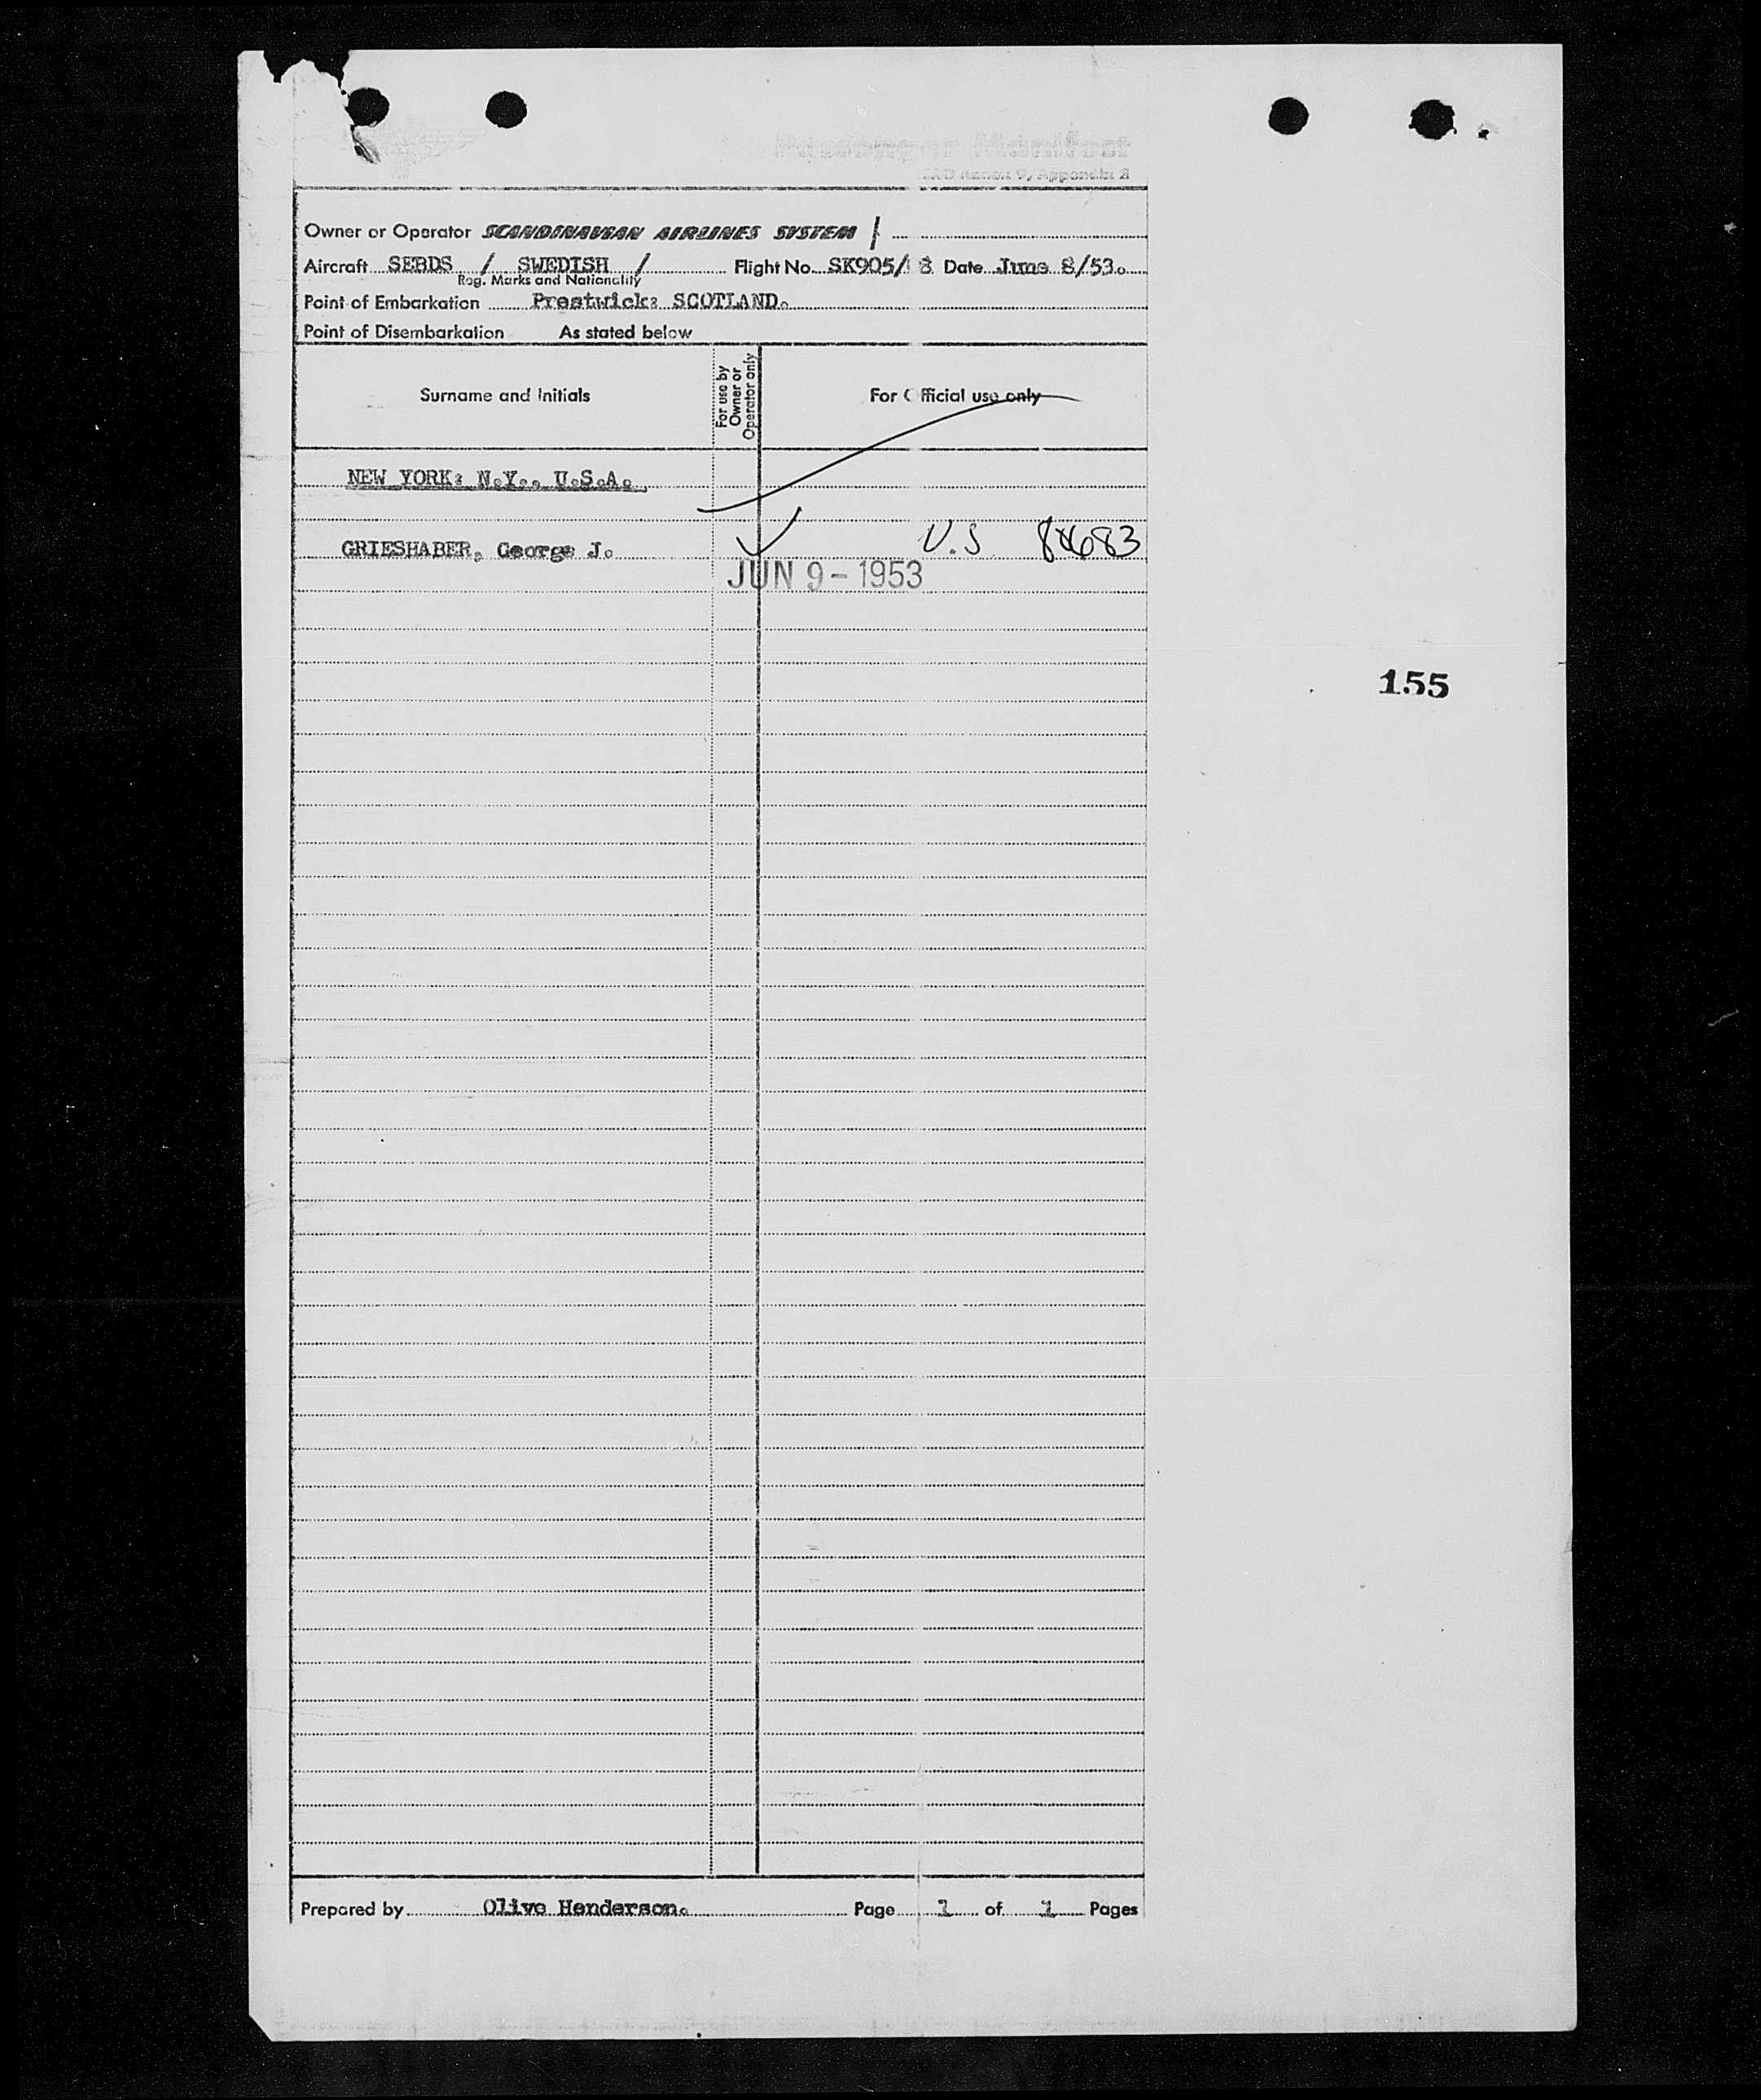 Passenger Manifest
ICAO Annex 9, Appendix 2
Owner or Operator SCANDINAVIAN AIRLINES SYSTEM /
Aircraft SEBDS / SWEDISH / Flight No. SK905/ 8 Date June 8/53.
Reg. Marks and Nationality
Point of Embarkation Prestwick: SCOTLAND.
Point of Disembarkation As stated below
Surname and Initials
For use by
Owner or
Operator only
For Official use only
NEW YORK: N.Y., U.S.A.
GRIESHABER, George J. U.S
JUN 9 - 1953
155
Prepared by Olive Henderson. Page 1 of 1 Pages